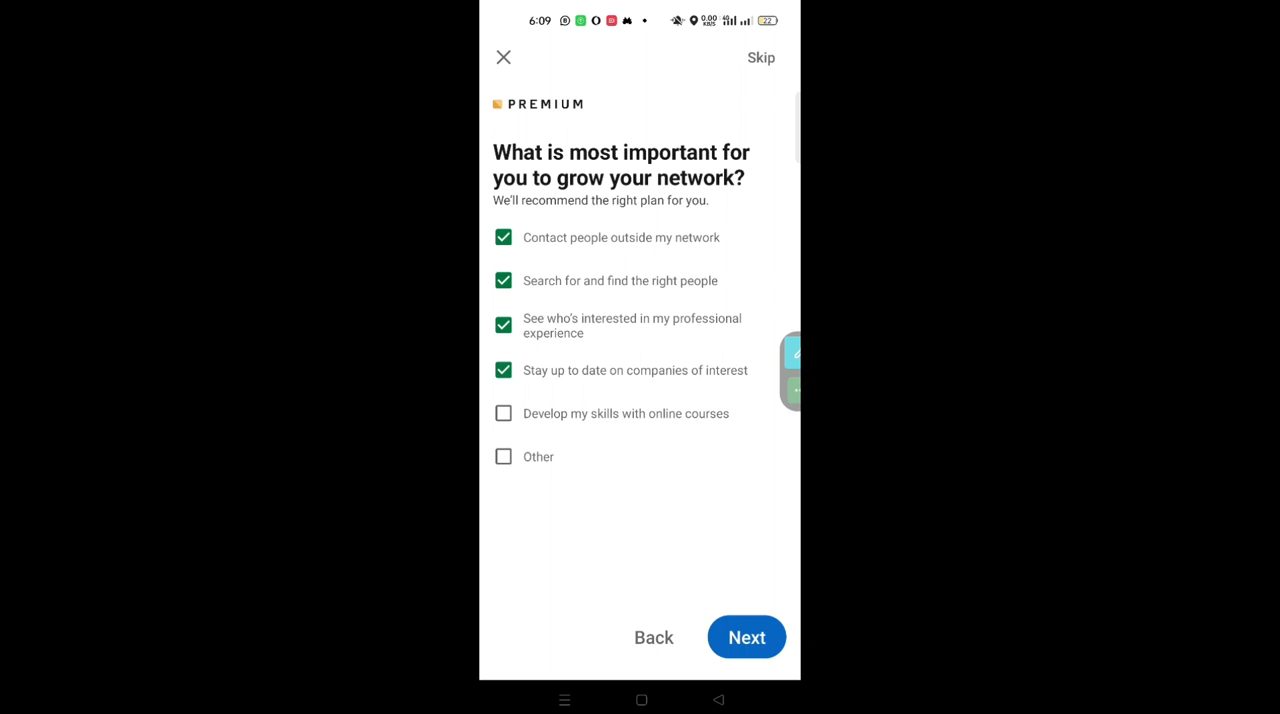 6:09
0.00
KB/S
4G
22
Skip
PREMIUM
What is most important for
you to grow your network?
We'll recommend the right plan for you.
Contact people outside my network
Search for and find the right people
See who's interested in my professional
experience
Stay up to date on companies of interest
Develop my skills with online courses
Other
Back
Next